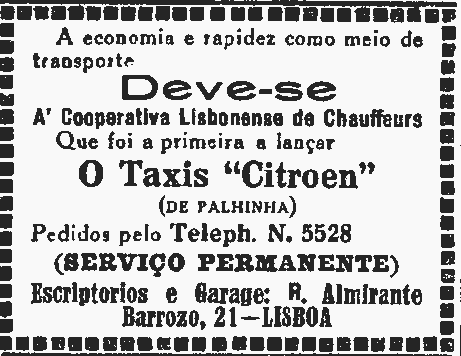 A economia e rapidez como meio de
transporte
Deve-se
A' Cooperativa Lisbonense de Chauffeurs
Que foi a primeira a lançar
O Taxis "Citroen"
(DE PALHINHA)
Pedidos pelo Teleph. N. 5528
(SERVIÇO PERMANENTE)
Escriptorios e Garage: R. Almirante
Barrozo, 21—LISBOA